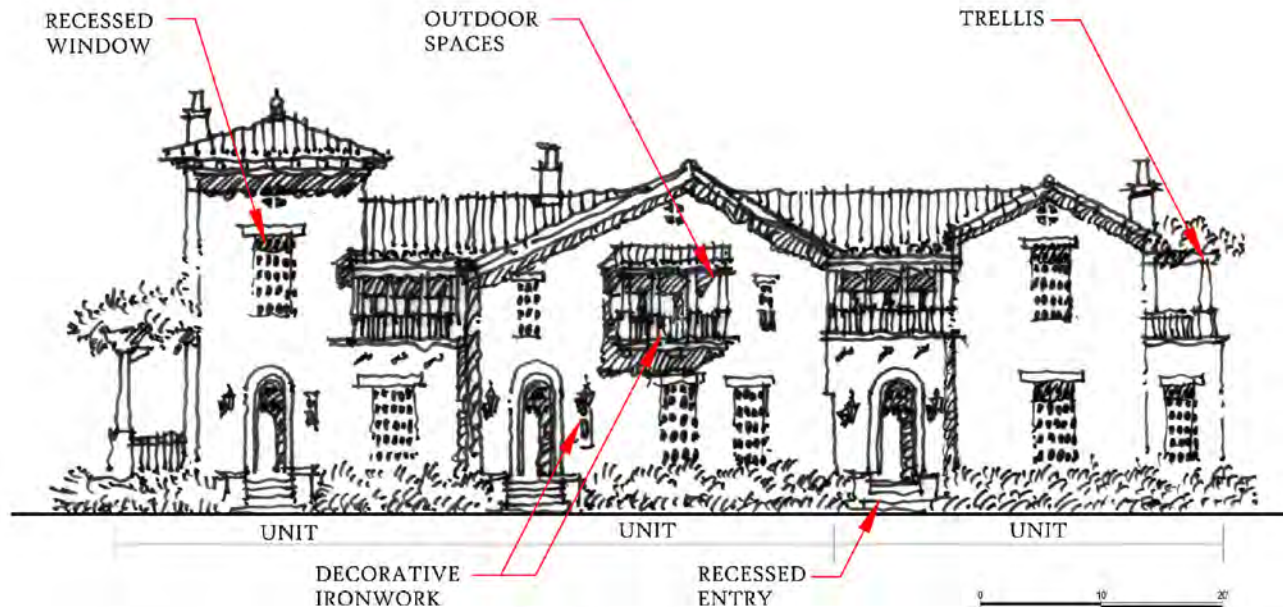 RECESSED
WINDOW
OUTDOOR
SPACES
TRELLIS
UNIT
UNIT
UNIT
DECORATIVE
IRONWORK
RECESSED
ENTRY
0 10' 20'